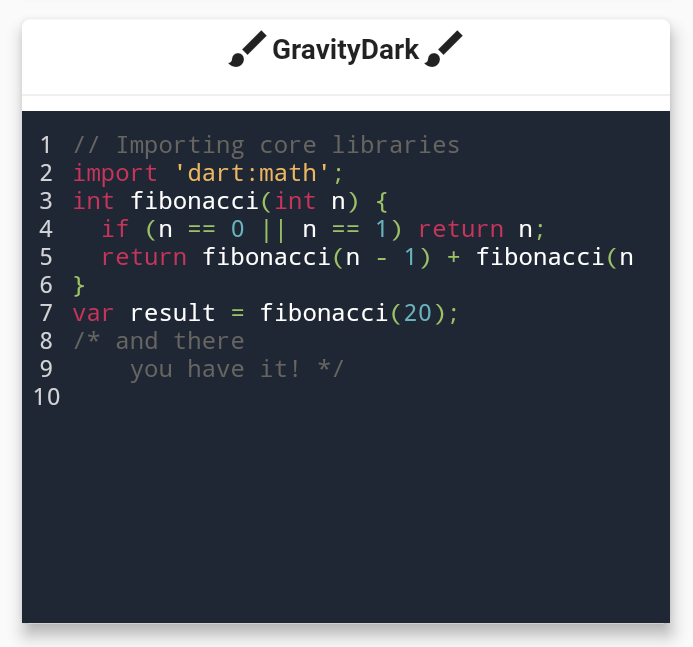 GravityDark
1 // Importing core libraries
2 import 'dart:math';
3 int fibonacci(int n) {
4   if (n == 0 || n == 1) return n;
5   return fibonacci(n - 1) + fibonacci(n
6 }
7 var result = fibonacci(20);
8 /* and there
9     you have it! */
10